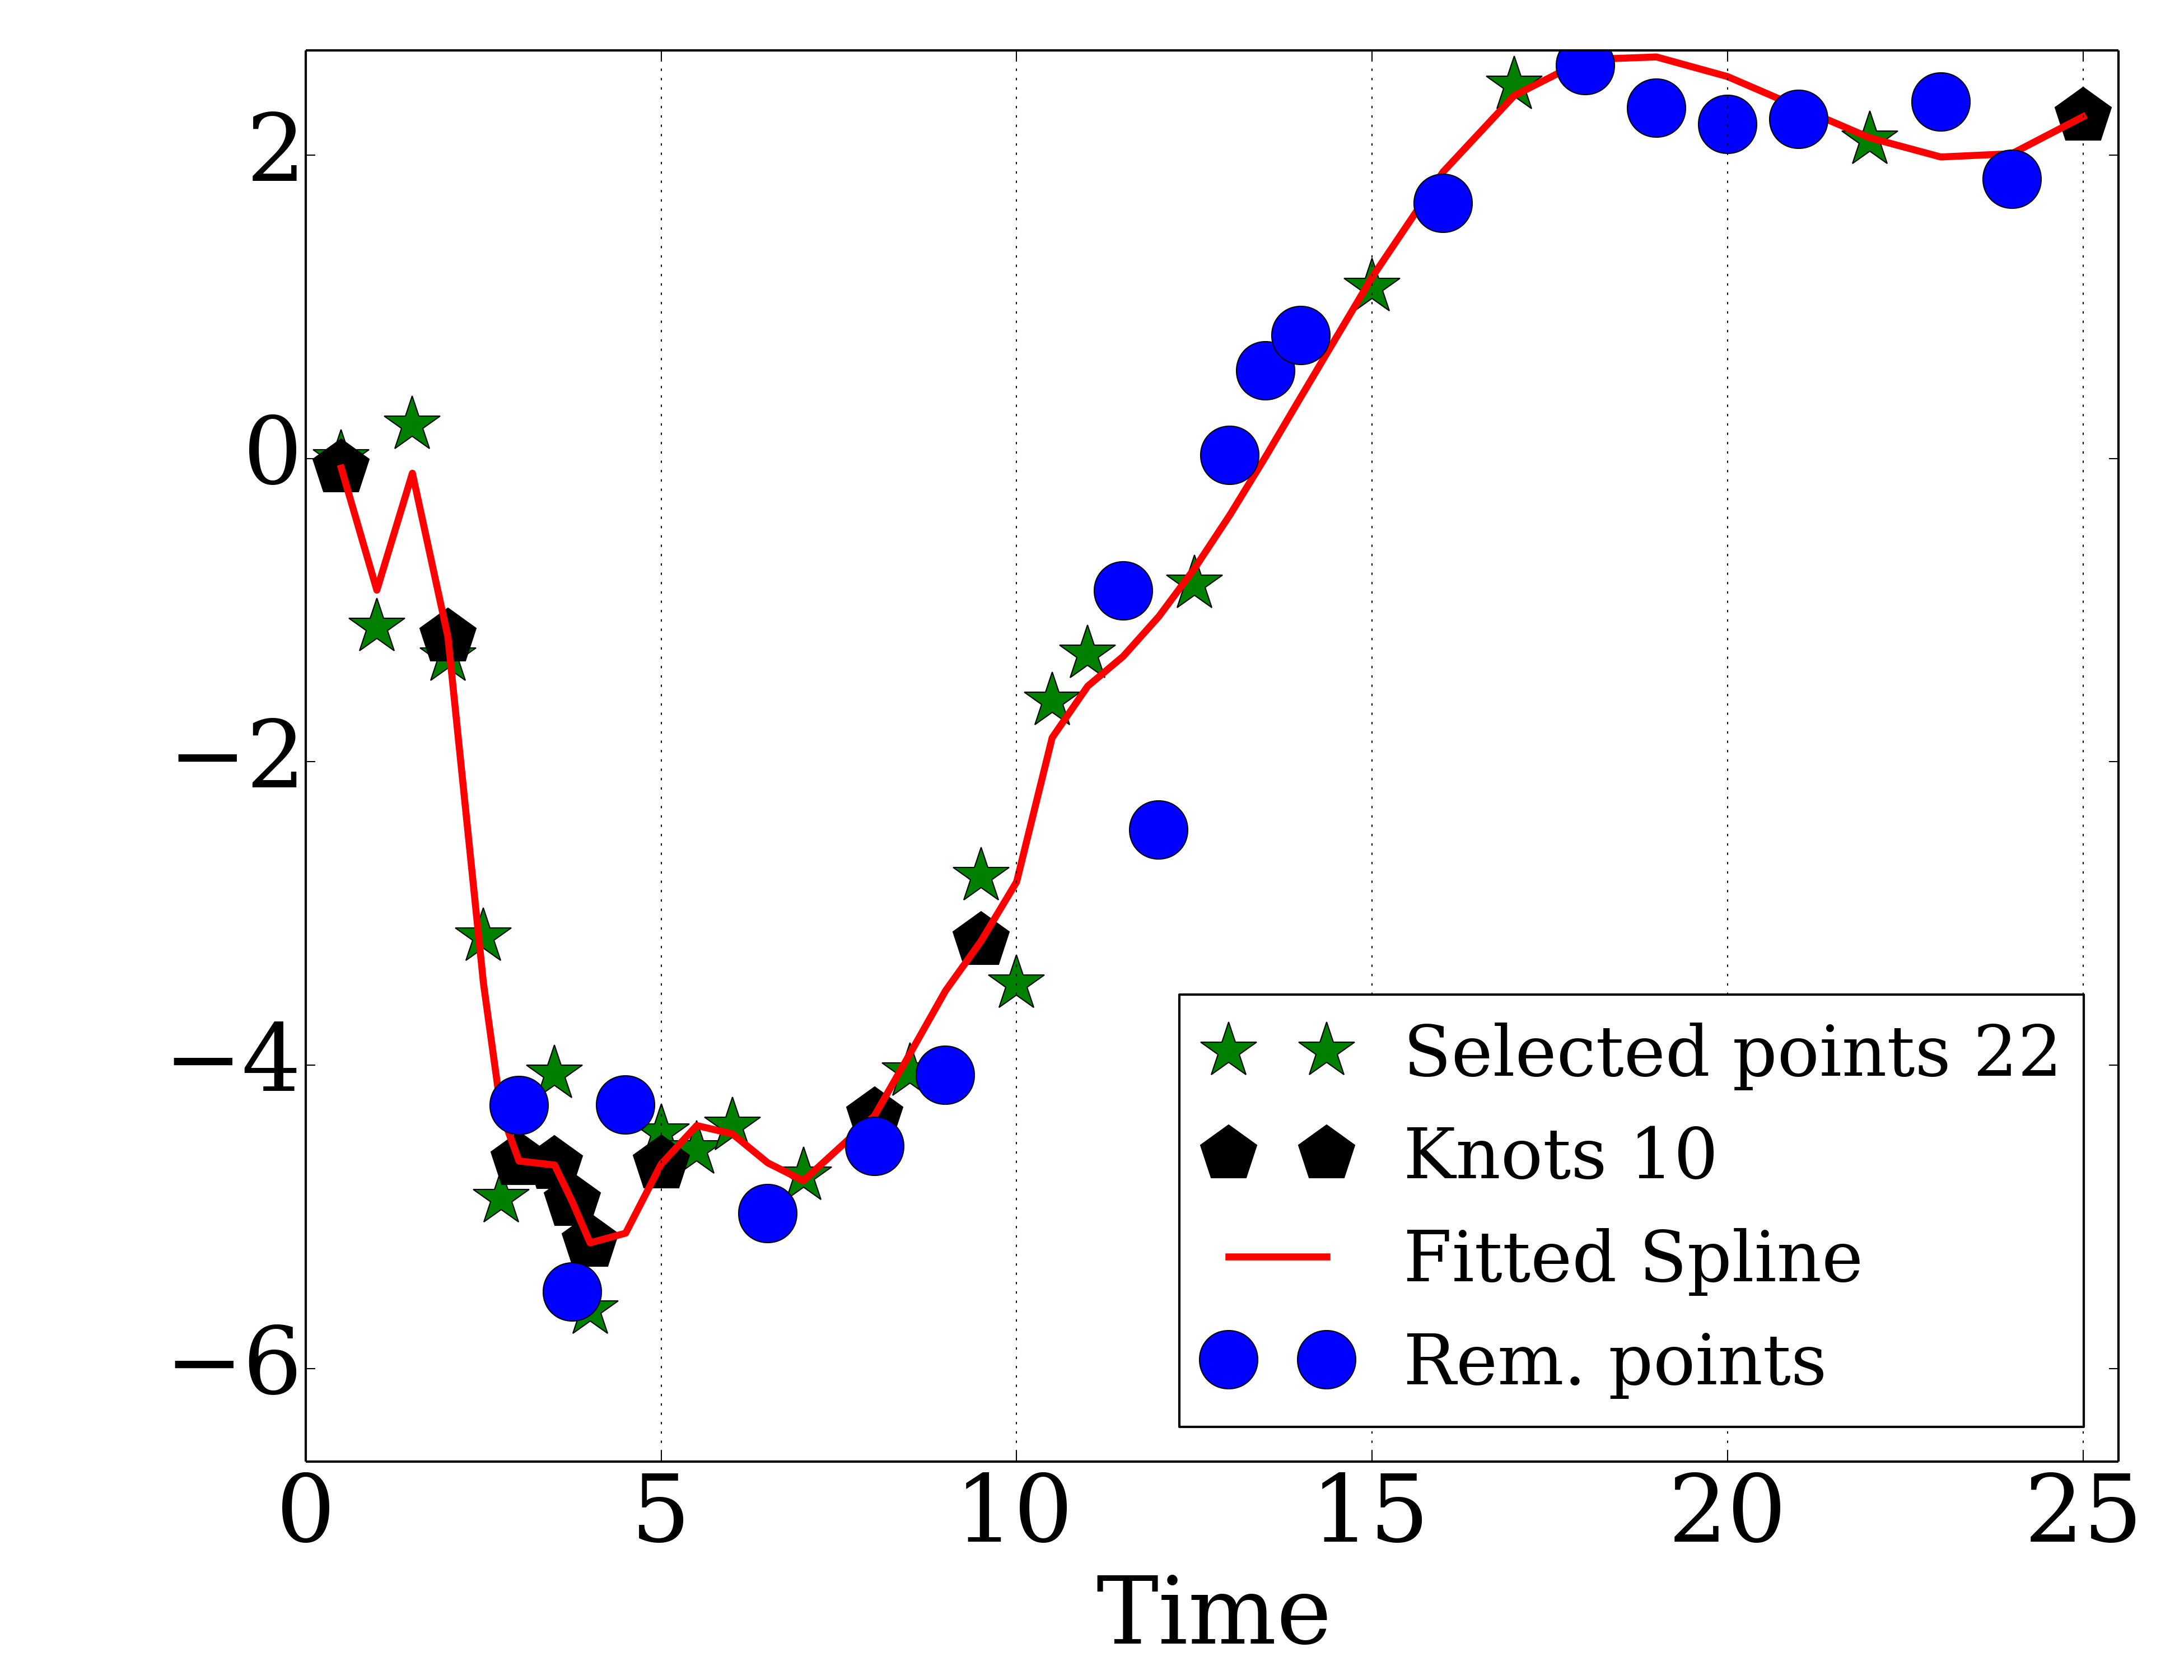 2
0
−2
−4
−6
Selected points 22
Knots 10
Fitted Spline
Rem. points
0 5 10 15 20 25
Time